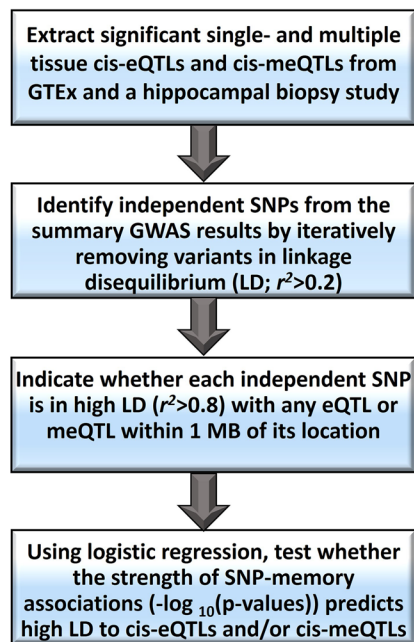 Extract significant single- and multiple
tissue cis-eQTLs and cis-meQTLs from
GTEx and a hippocampal biopsy study
Identify independent SNPs from the
summary GWAS results by iteratively
removing variants in linkage
disequilibrium (LD; r²>0.2)
Indicate whether each independent SNP
is in high LD (r²>0.8) with any eQTL or
meQTL within 1 MB of its location
Using logistic regression, test whether
the strength of SNP-memory
associations (-log ₁₀(p-values)) predicts
high LD to cis-eQTLs and/or cis-meQTLs